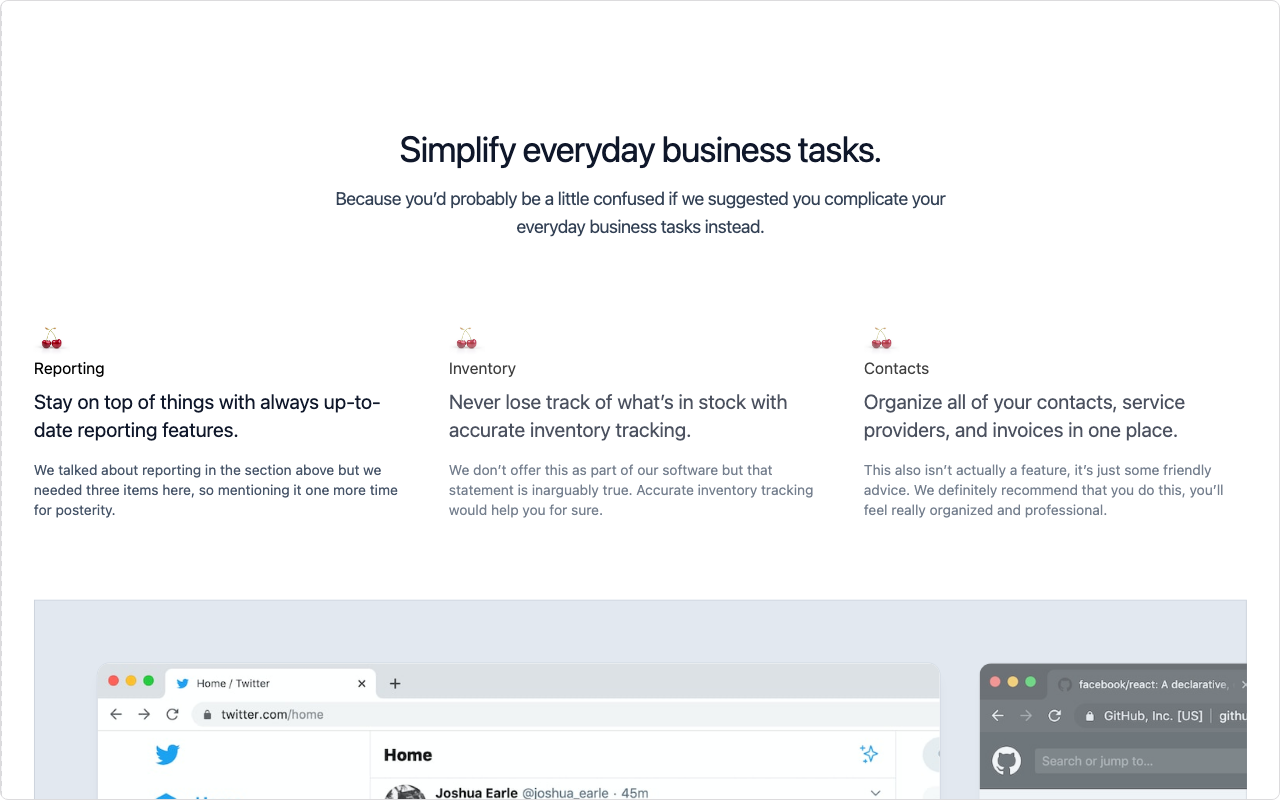 Simplify everyday business tasks.
Because you’d probably be a little confused if we suggested you complicate your
everyday business tasks instead.
Reporting
Stay on top of things with always up-to-
date reporting features.
We talked about reporting in the section above but we
needed three items here, so mentioning it one more time
for posterity.
Inventory
Never lose track of what’s in stock with
accurate inventory tracking.
We don’t offer this as part of our software but that
statement is inarguably true. Accurate inventory tracking
would help you for sure.
Contacts
Organize all of your contacts, service
providers, and invoices in one place.
This also isn’t actually a feature, it’s just some friendly
advice. We definitely recommend that you do this, you’ll
feel really organized and professional.
Home / Twitter
twitter.com/home
Home
Joshua Earle @joshua_earle · 45m
facebook/react: A declarative,
GitHub, Inc. [US] | githu
Search or jump to...